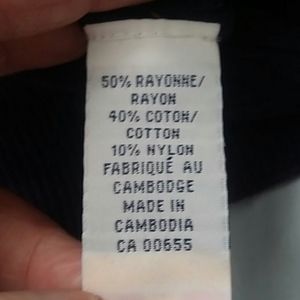 50% RAYONNE/
RAYON
40% COTON/
COTTON
10% NYLON
FABRIQUÉ AU
CAMBODGE
MADE IN
CAMBODIA
CA 00655